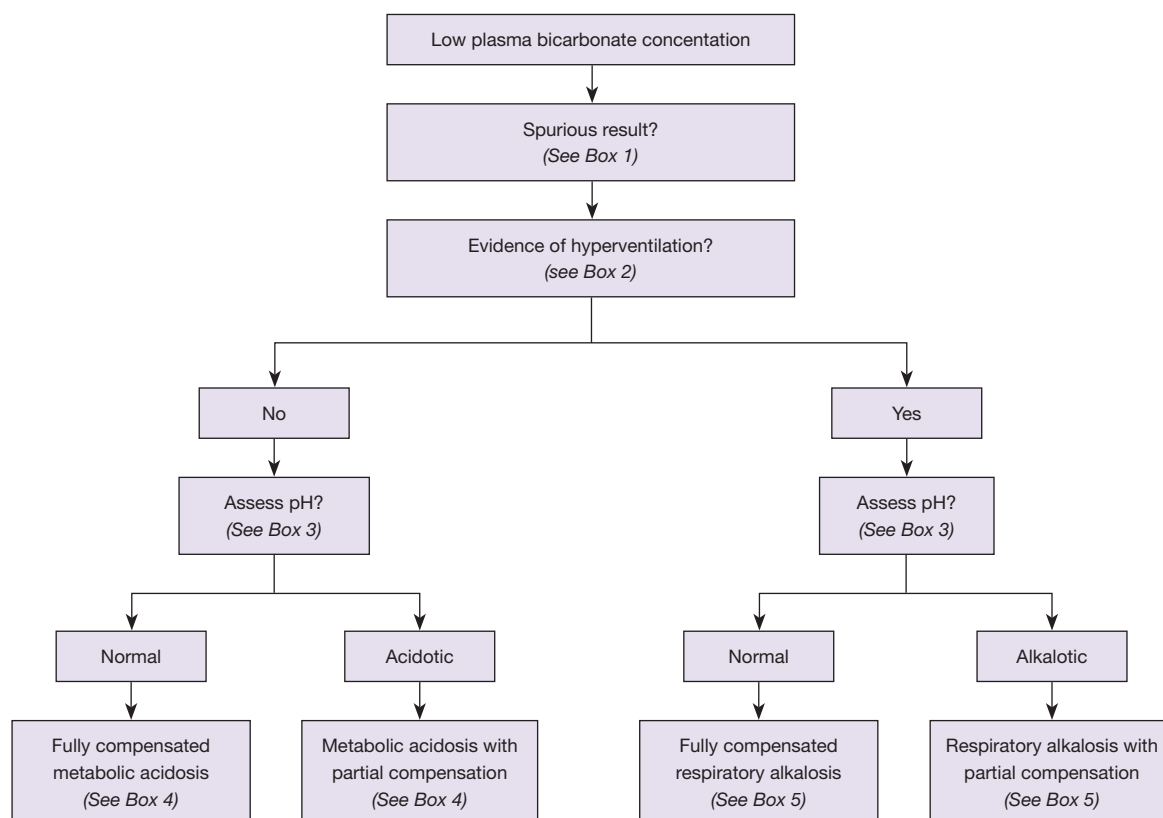 Low plasma bicarbonate concentation
Spurious result?
(See Box 1)
Evidence of hyperventilation?
(see Box 2)
No
Yes
Assess pH?
(See Box 3)
Assess pH?
(See Box 3)
Normal
Acidotic
Normal
Alkalotic
Fully compensated
metabolic acidosis
(See Box 4)
Metabolic acidosis with
partial compensation
(See Box 4)
Fully compensated
respiratory alkalosis
(See Box 5)
Respiratory alkalosis with
partial compensation
(See Box 5)